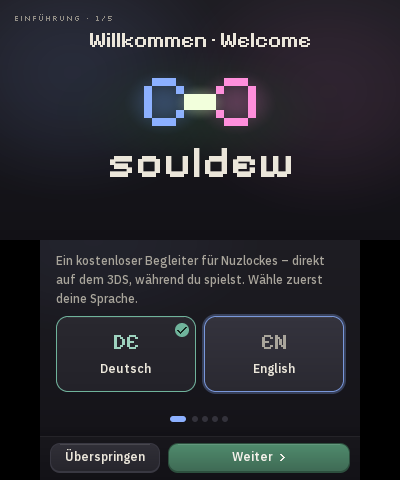 EINFÜHRUNG · 1/5
Willkommen · Welcome
souldew
Ein kostenloser Begleiter für Nuzlockes – direkt
auf dem 3DS, während du spielst. Wähle zuerst
deine Sprache.
DE
EN
Deutsch
English
Überspringen
Weiter